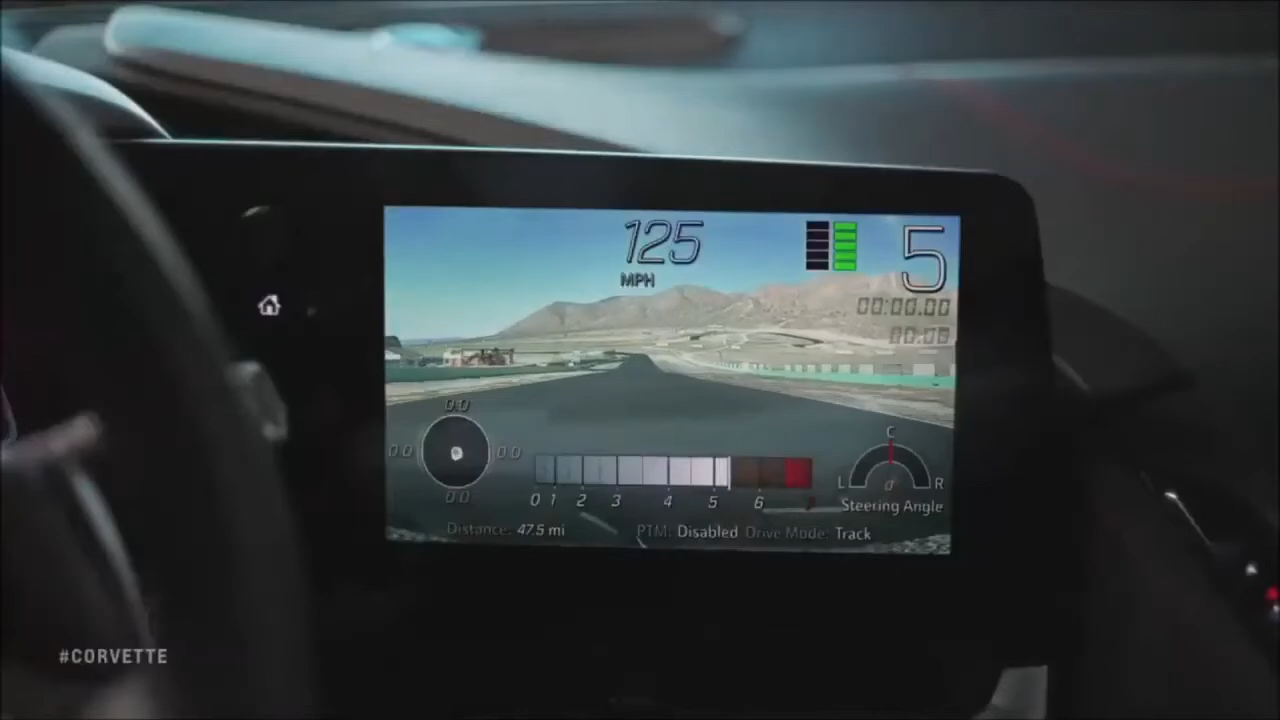 125
MPH
5
00:00.00
00:00
0.0
0.0 0.0
0.0
0 1 2 3 4 5 6
C
L R
Steering Angle
Distance: 47.5 mi PTM: Disabled Drive Mode: Track
#CORVETTE